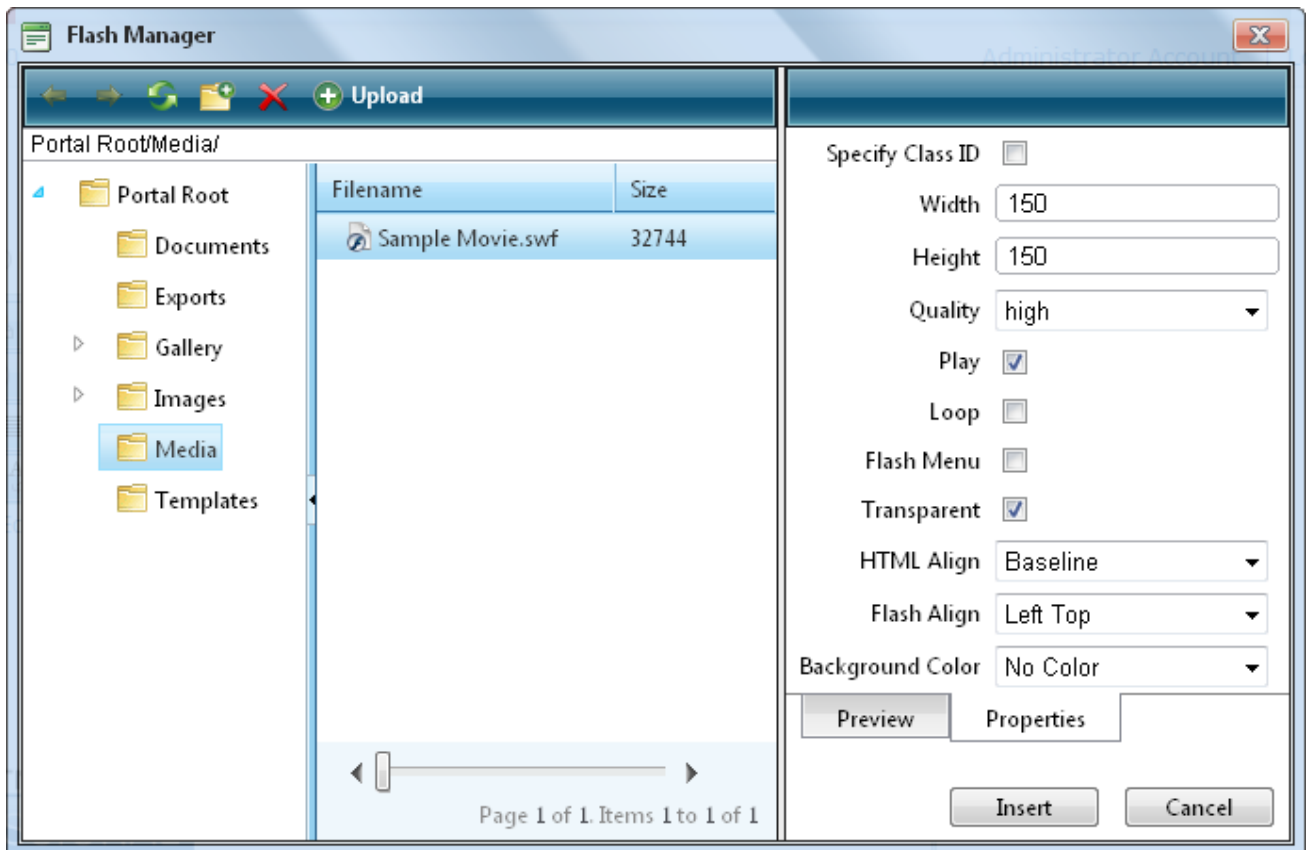 Flash Manager
Administrator Account
Upload
Portal Root/Media/
Portal Root
Documents
Exports
Gallery
Images
Media
Templates
Filename Size
Sample Movie.swf 32744
Page 1 of 1. Items 1 to 1 of 1
Specify Class ID
Width 150
Height 150
Quality high
Play
Loop
Flash Menu
Transparent
HTML Align Baseline
Flash Align Left Top
Background Color No Color
Preview Properties
Insert Cancel